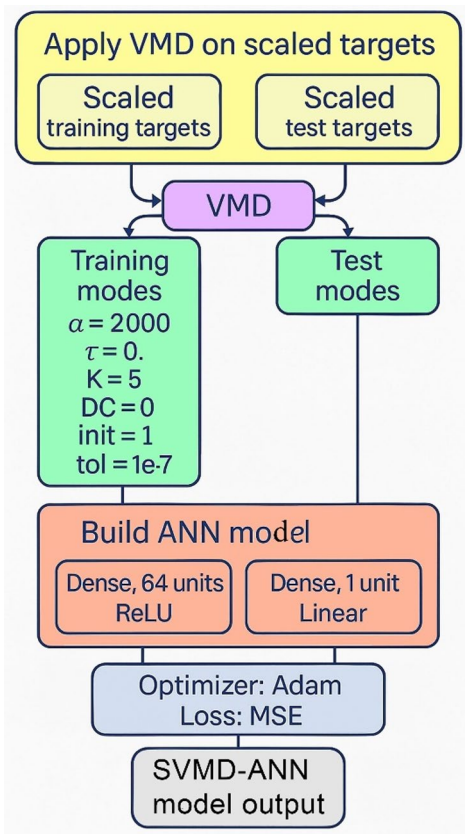 Apply VMD on scaled targets
Scaled
training targets
Scaled
test targets
VMD
Training
modes
α = 2000
τ = 0.
K = 5
DC = 0
init = 1
tol = 1e-7
Test
modes
Build ANN model
Dense, 64 units
ReLU
Dense, 1 unit
Linear
Optimizer: Adam
Loss: MSE
SVMD-ANN
model output